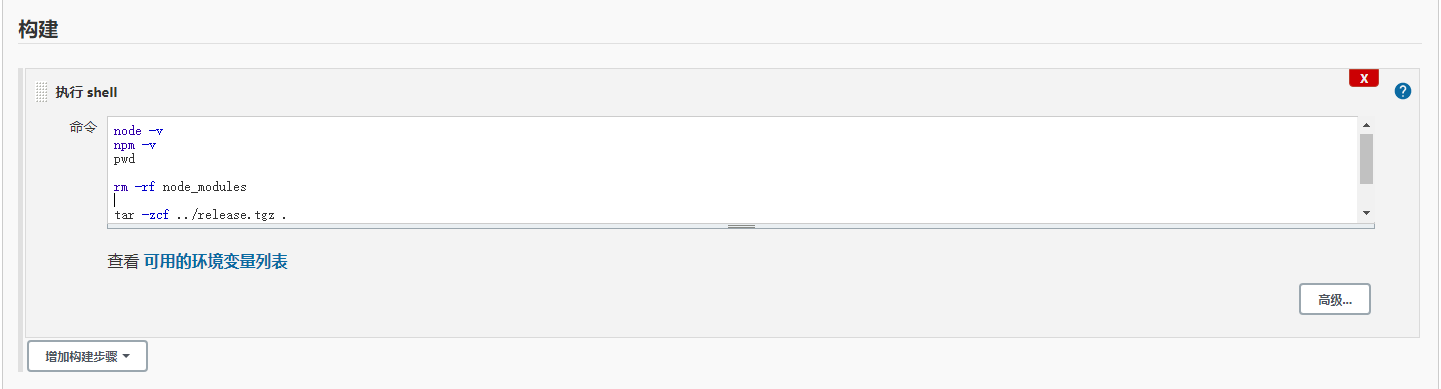 构建
执行 shell
X
?
命令
node -v
npm -v
pwd
rm -rf node_modules
tar -zcf ../release.tgz .
查看 可用的环境变量列表
高级...
增加构建步骤